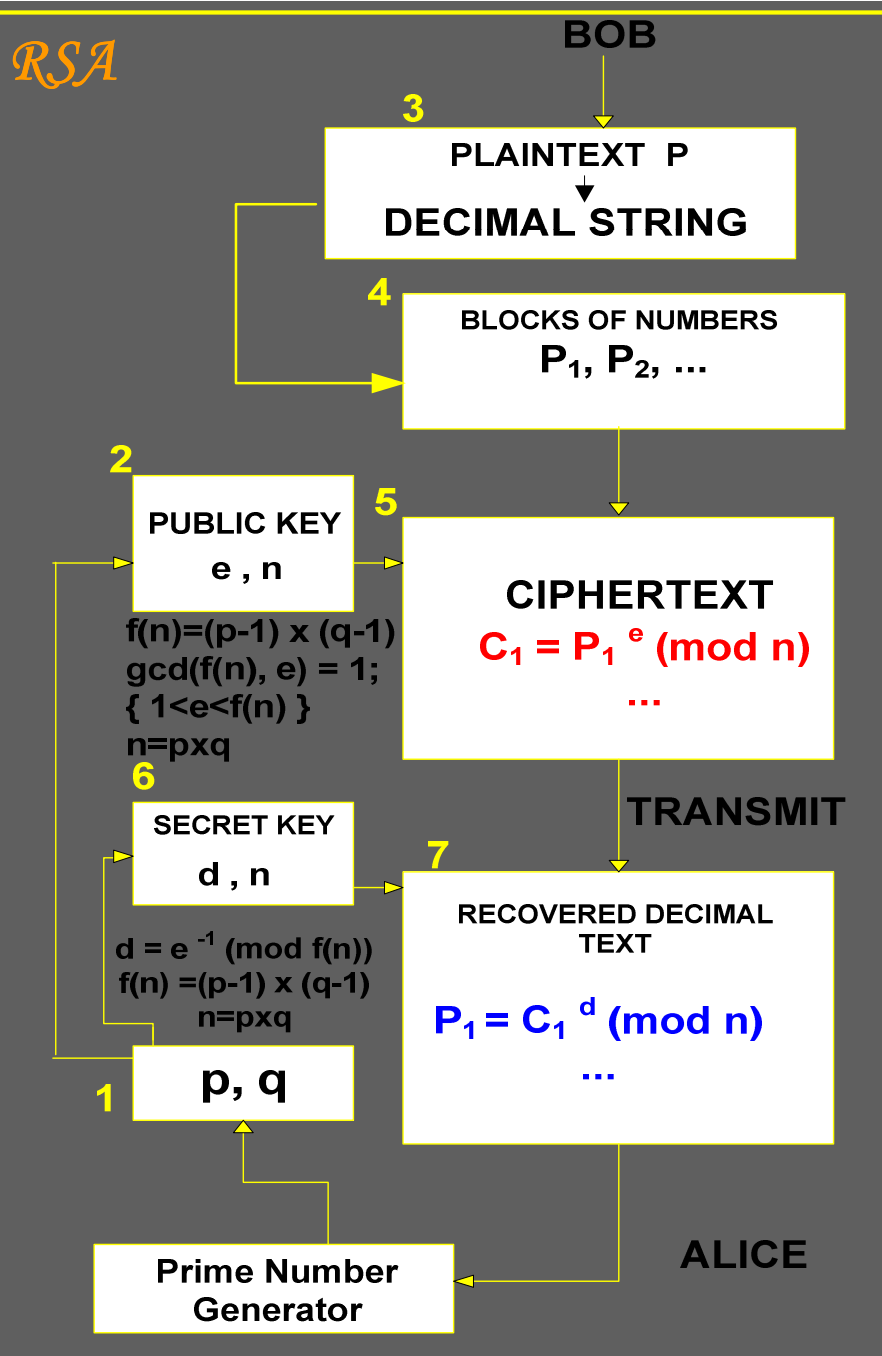 RSA
BOB
3
PLAINTEXT P
DECIMAL STRING
4
BLOCKS OF NUMBERS
P₁, P₂, ...
2
PUBLIC KEY
e , n
f(n)=(p-1) x (q-1)
gcd(f(n), e) = 1;
{ 1<e<f(n) }
n=pxq
5
CIPHERTEXT
C₁ = P₁ ᵉ (mod n)
...
TRANSMIT
6
SECRET KEY
d , n
d = e ⁻¹ (mod f(n))
f(n) =(p-1) x (q-1)
n=pxq
7
RECOVERED DECIMAL
TEXT
P₁ = C₁ ᵈ (mod n)
...
1
p, q
ALICE
Prime Number
Generator